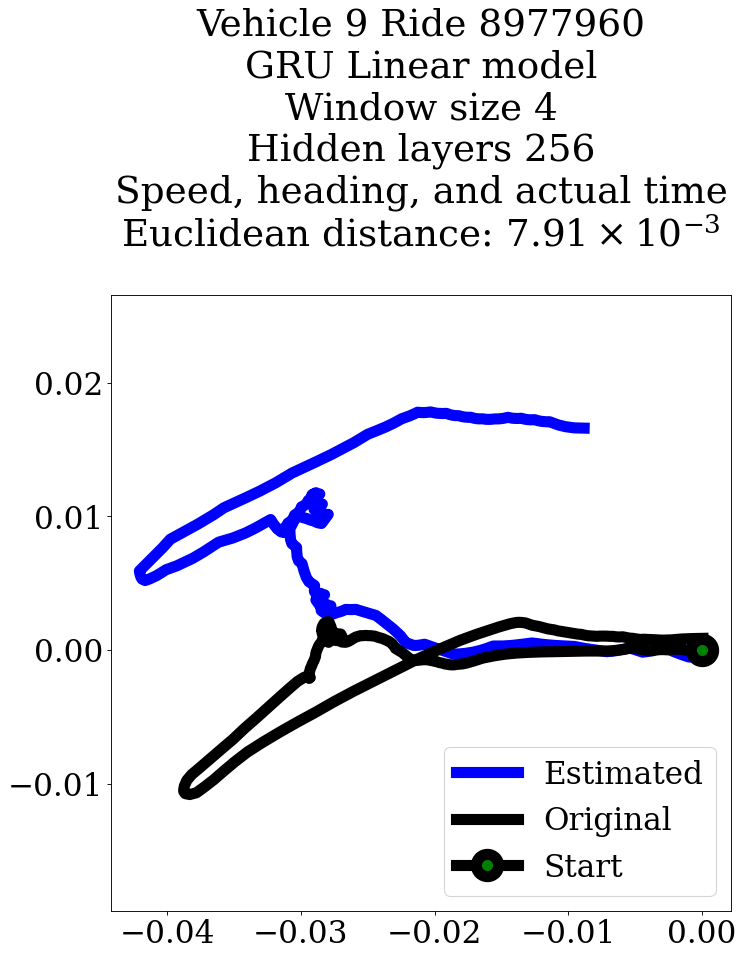 Vehicle 9 Ride 8977960
GRU Linear model
Window size 4
Hidden layers 256
Speed, heading, and actual time
Euclidean distance: 7.91 × 10⁻³
0.02
0.01
0.00
−0.01
Estimated
Original
Start
−0.04 −0.03 −0.02 −0.01 0.00